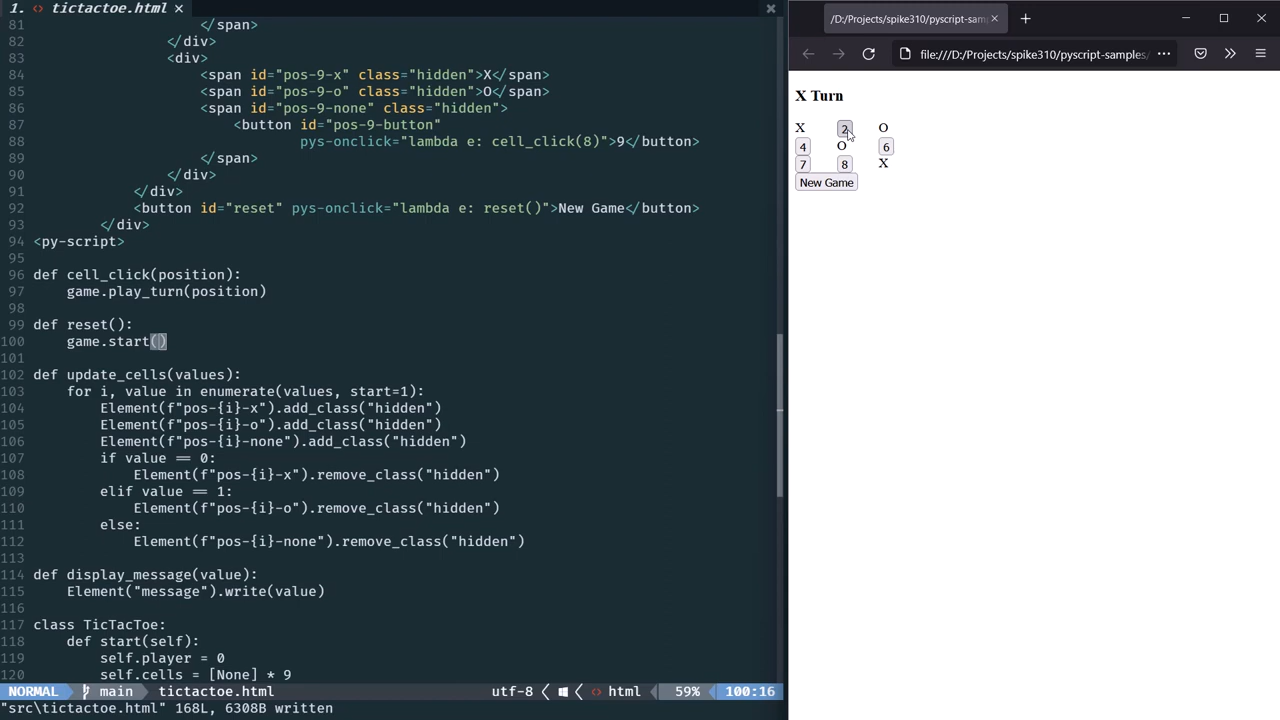 1. <> tictactoe.html ×
81 </span>
82 </div>
83 <div>
84 <span id="pos-9-x" class="hidden">X</span>
85 <span id="pos-9-o" class="hidden">O</span>
86 <span id="pos-9-none" class="hidden">
87 <button id="pos-9-button"
88 pys-onclick="lambda e: cell_click(8)">9</button>
89 </span>
90 </div>
91 </div>
92 <button id="reset" pys-onclick="lambda e: reset()">New Game</button>
93 </div>
94 <py-script>
95
96 def cell_click(position):
97 game.play_turn(position)
98
99 def reset():
100 game.start()
101
102 def update_cells(values):
103 for i, value in enumerate(values, start=1):
104 Element(f"pos-{i}-x").add_class("hidden")
105 Element(f"pos-{i}-o").add_class("hidden")
106 Element(f"pos-{i}-none").add_class("hidden")
107 if value == 0:
108 Element(f"pos-{i}-x").remove_class("hidden")
109 elif value == 1:
110 Element(f"pos-{i}-o").remove_class("hidden")
111 else:
112 Element(f"pos-{i}-none").remove_class("hidden")
113
114 def display_message(value):
115 Element("message").write(value)
116
117 class TicTacToe:
118 def start(self):
119 self.player = 0
120 self.cells = [None] * 9
NORMAL main tictactoe.html utf-8 <> html 59% 100:16
"src\tictactoe.html" 168L, 6308B written
/D:/Projects/spike310/pyscript-sam
file:///D:/Projects/spike310/pyscript-samples/
X Turn
X 2 O
4 O 6
7 8 X
New Game